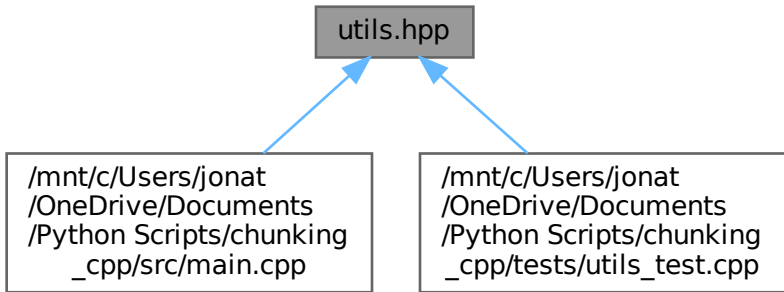 utils.hpp
/mnt/c/Users/jonat
/OneDrive/Documents
/Python Scripts/chunking
_cpp/src/main.cpp
/mnt/c/Users/jonat
/OneDrive/Documents
/Python Scripts/chunking
_cpp/tests/utils_test.cpp